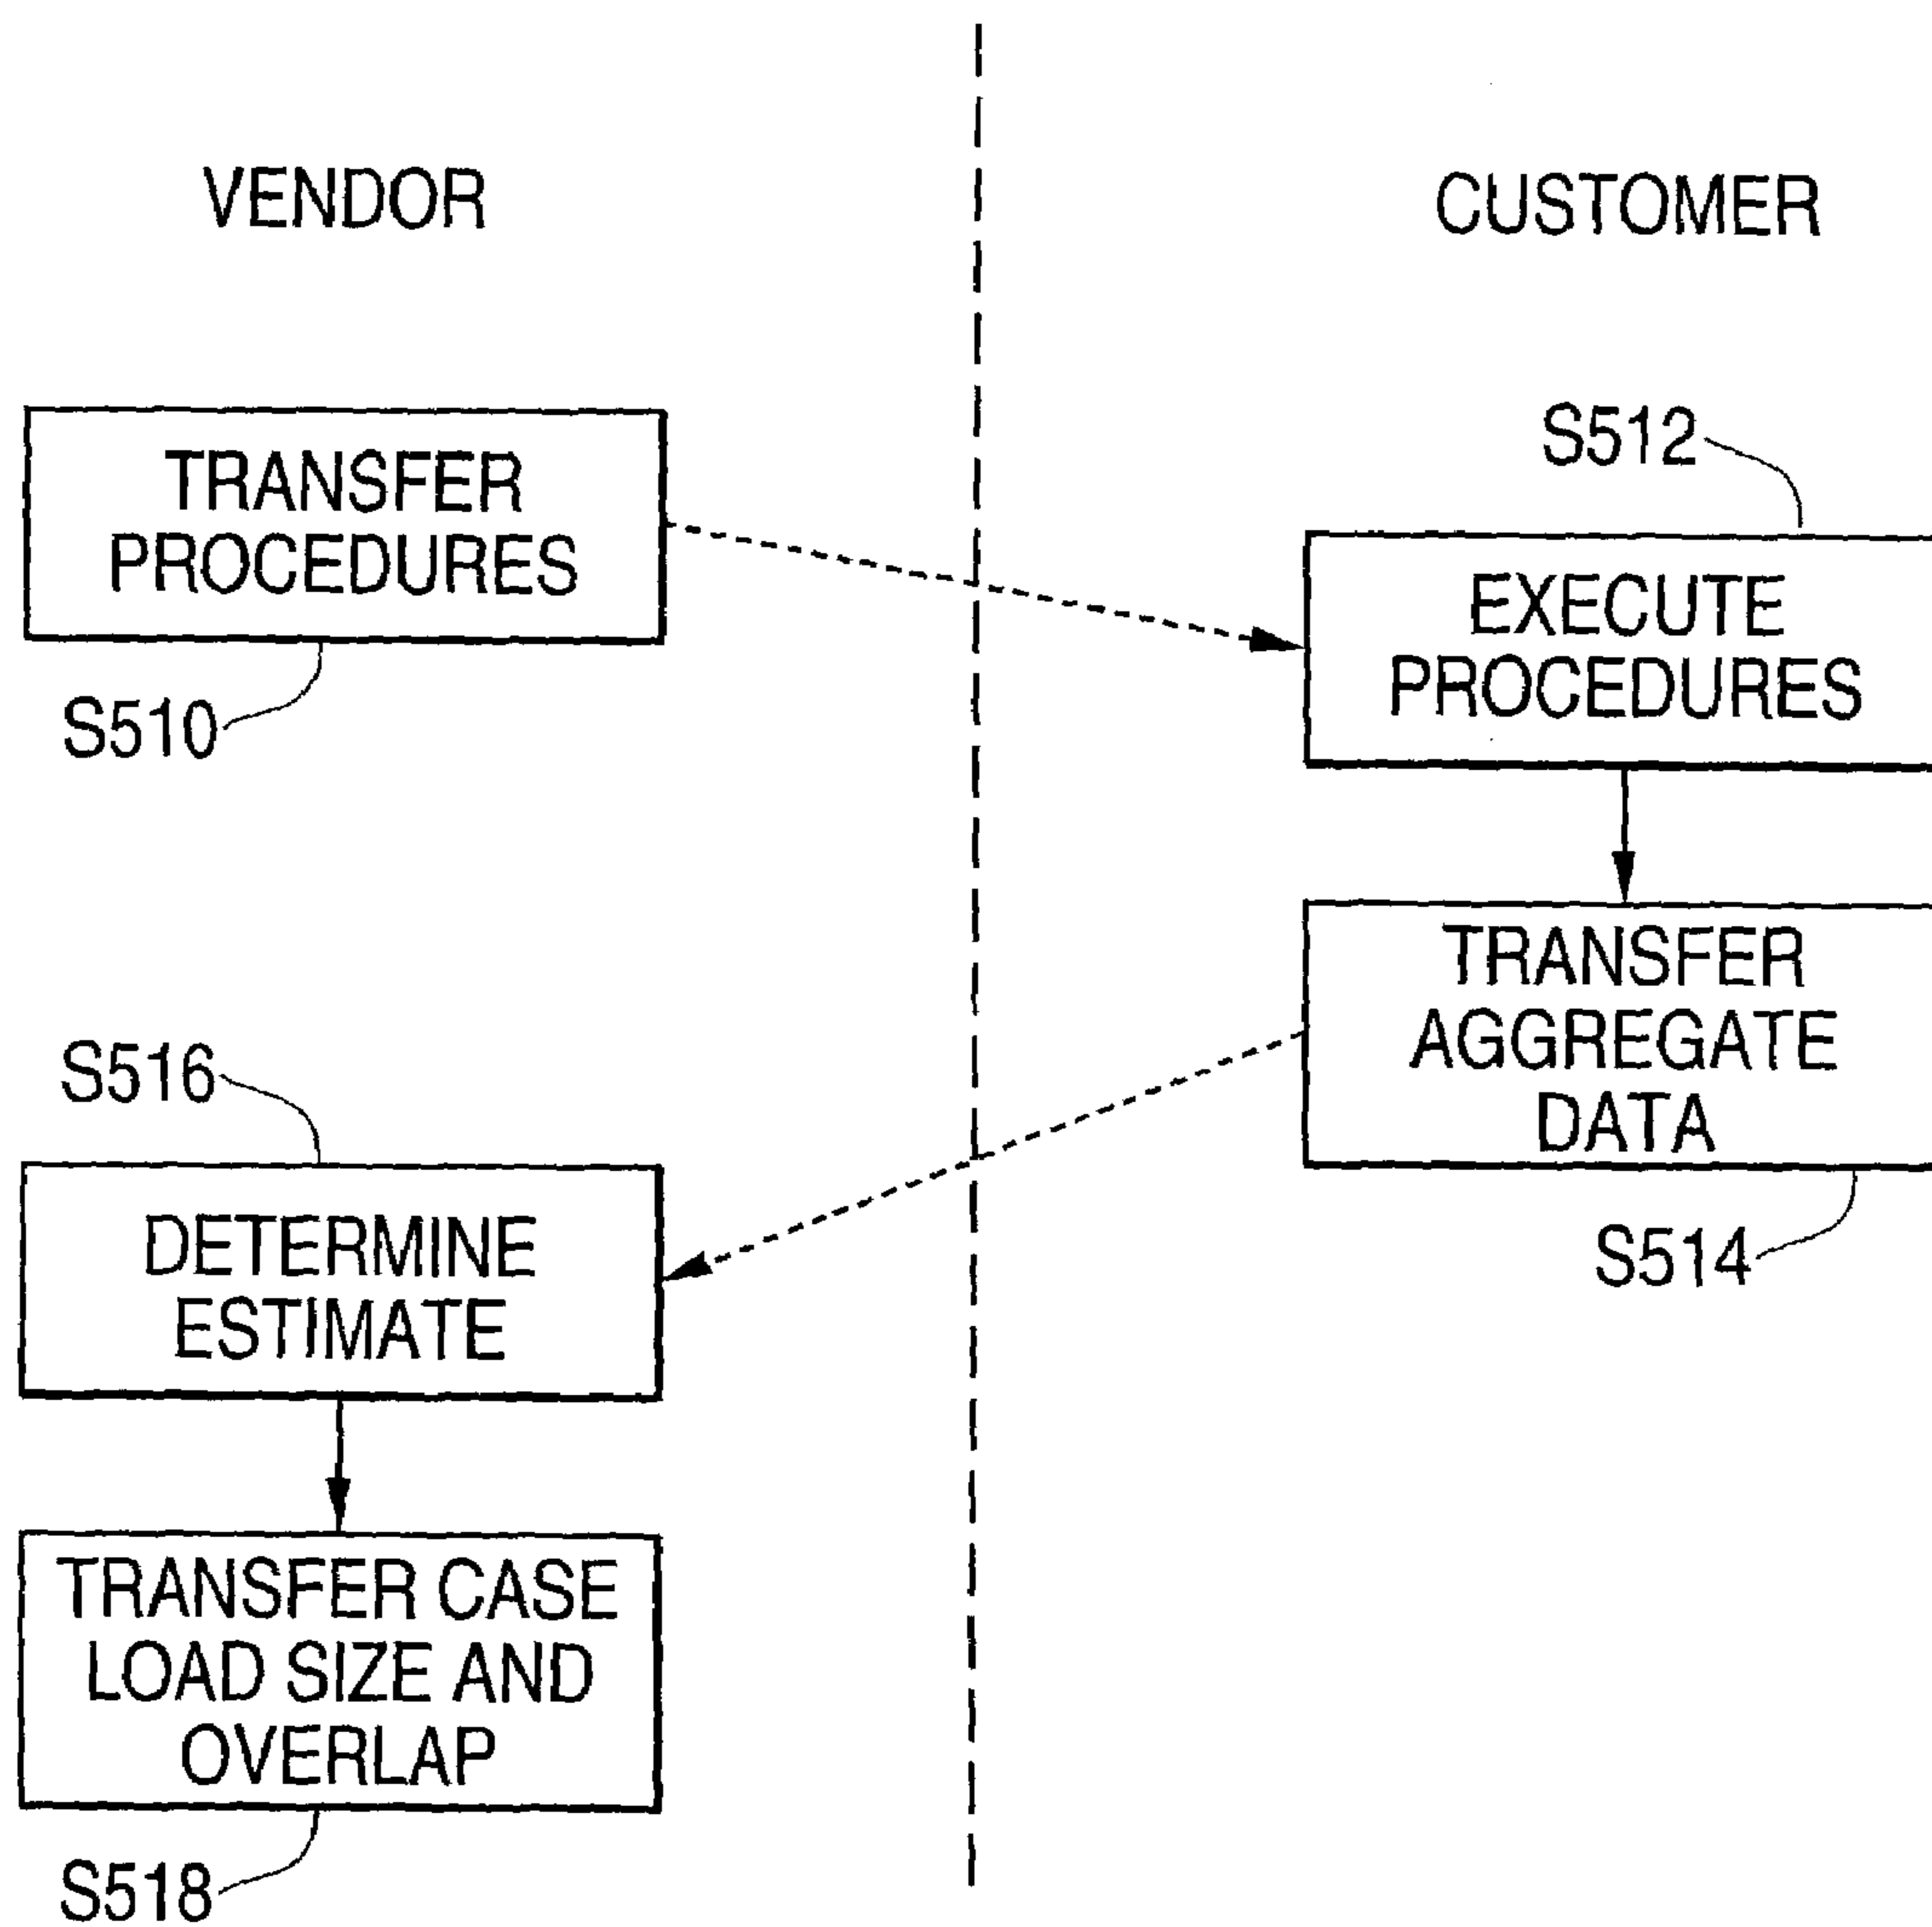 VENDOR
CUSTOMER
TRANSFER
PROCEDURES
S510
S512
EXECUTE
PROCEDURES
TRANSFER
AGGREGATE
DATA
S514
S516
DETERMINE
ESTIMATE
TRANSFER CASE
LOAD SIZE AND
OVERLAP
S518